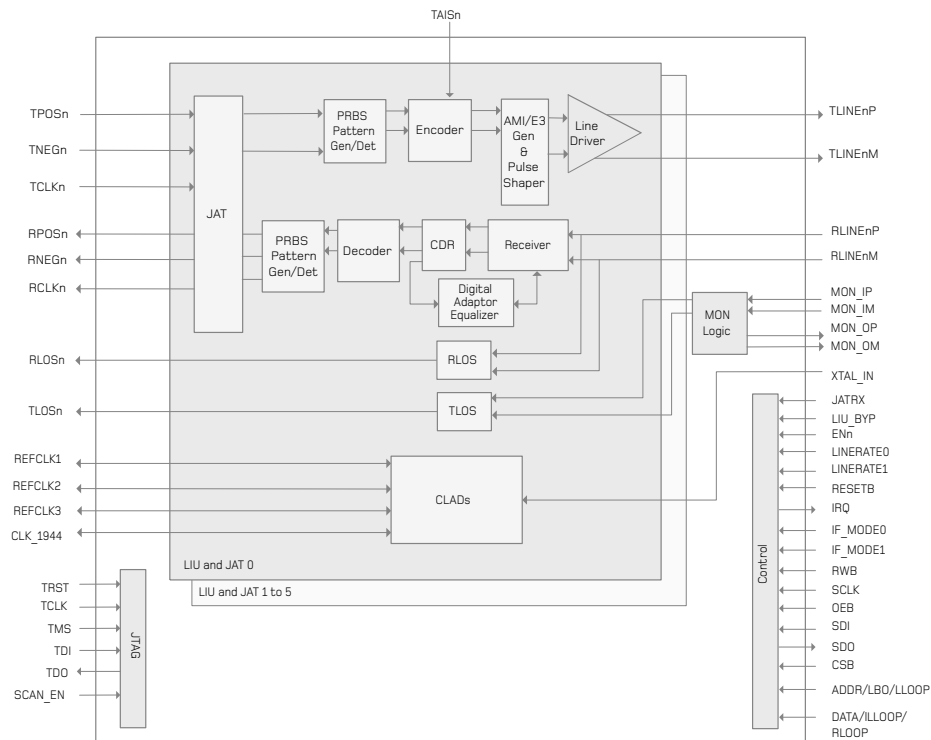 TAISn
TPOSn
TNEGn
TCLKn
RPOSn
RNEGn
RCLKn
RLOSn
TLOSn
REFCLK1
REFCLK2
REFCLK3
CLK_1944
TRST
TCLK
TMS
TDI
TDO
SCAN_EN
JTAG
JAT
PRBS
Pattern
Gen/Det
Encoder
AMI/E3
Gen
&
Pulse
Shaper
Line
Driver
PRBS
Pattern
Gen/Det
Decoder
CDR
Receiver
Digital
Adaptor
Equalizer
RLOS
TLOS
CLADs
LIU and JAT 0
LIU and JAT 1 to 5
MON
Logic
Control
TLINEnP
TLINEnM
RLINEnP
RLINEnM
MON_IP
MON_IM
MON_OP
MON_OM
XTAL_IN
JATRX
LIU_BYP
ENn
LINERATE0
LINERATE1
RESETB
IRQ
IF_MODE0
IF_MODE1
RWB
SCLK
OEB
SDI
SDO
CSB
ADDR/LBO/LLOOP
DATA/ILLOOP/
RLOOP